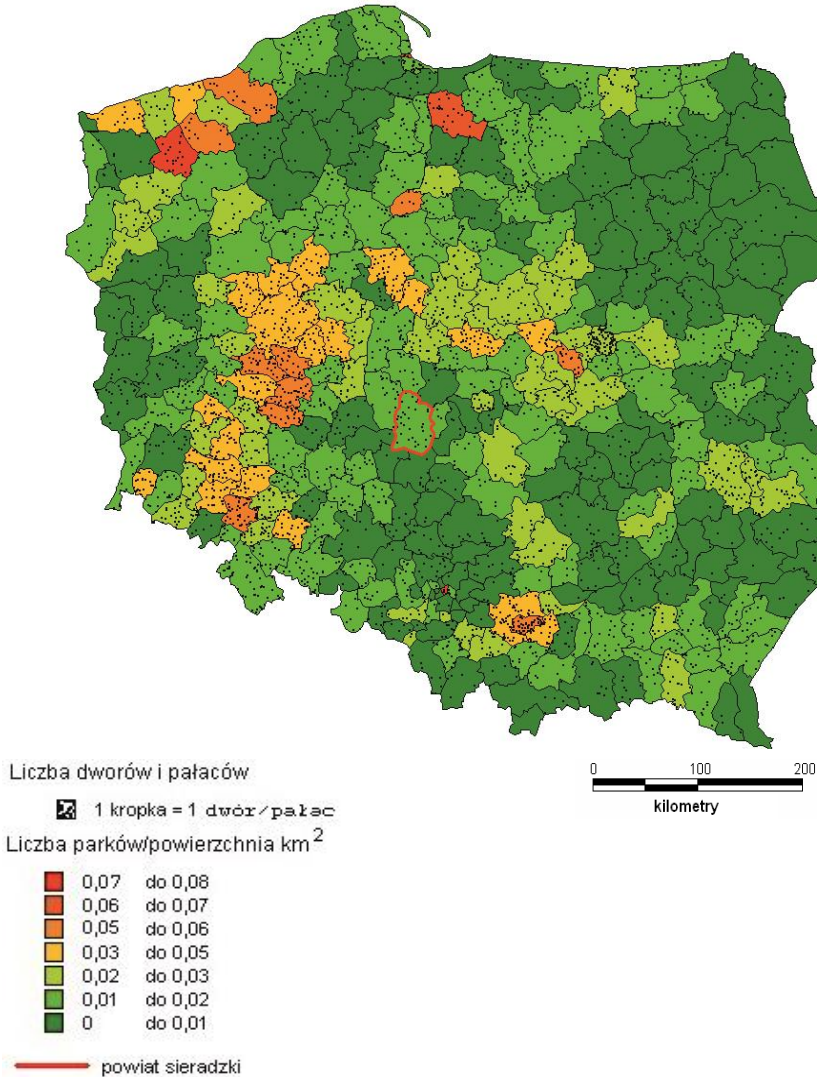 Liczba dworów i pałaców
1 kropka = 1 dwór/pałac
Liczba parków/powierzchnia km²
0,07 do 0,08
0,06 do 0,07
0,05 do 0,06
0,03 do 0,05
0,02 do 0,03
0,01 do 0,02
0 do 0,01
powiat sieradzki
0 100 200
kilometry